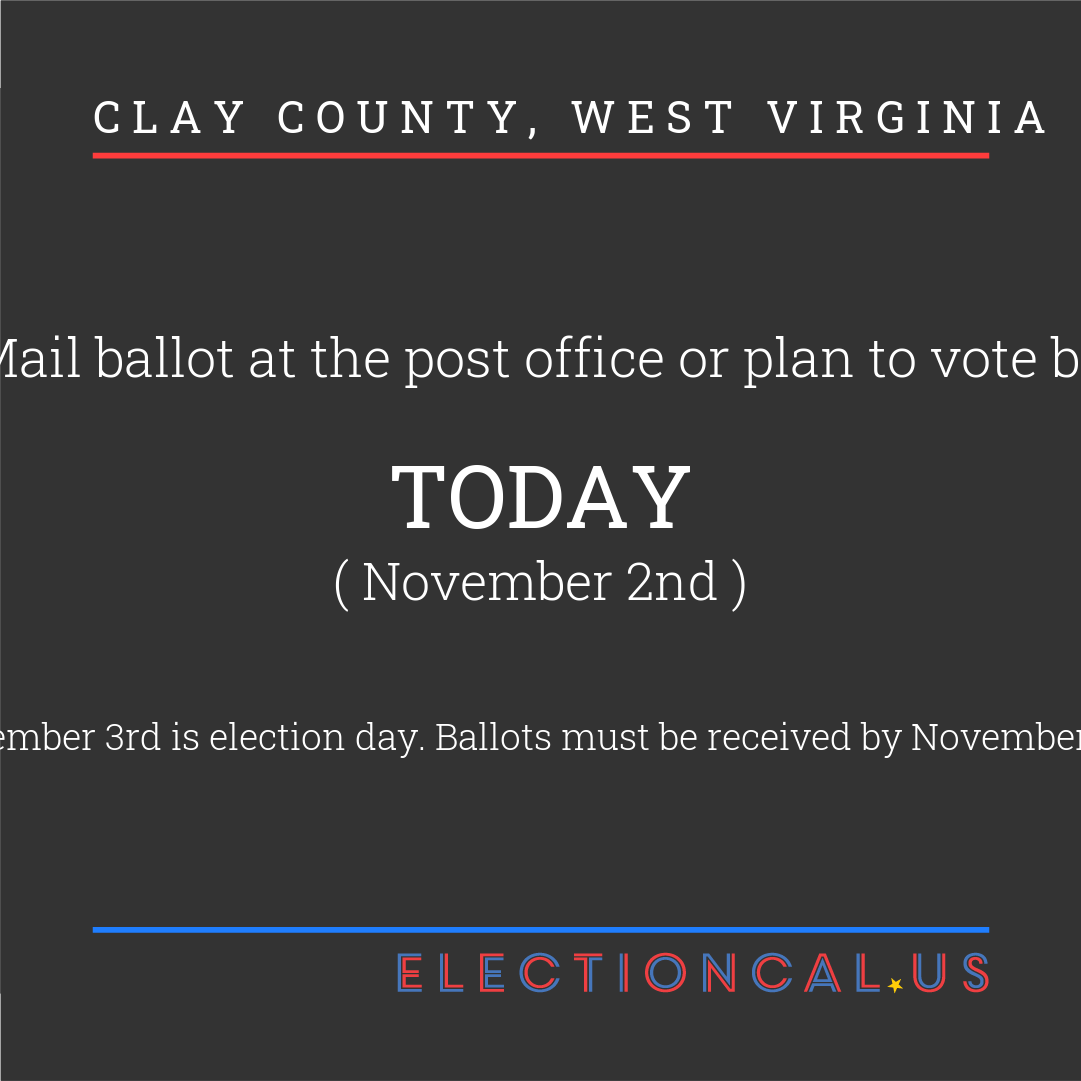 CLAY COUNTY, WEST VIRGINIA
Mail ballot at the post office or plan to vote b
TODAY
( November 2nd )
ember 3rd is election day. Ballots must be received by November
ELECTIONCAL.US